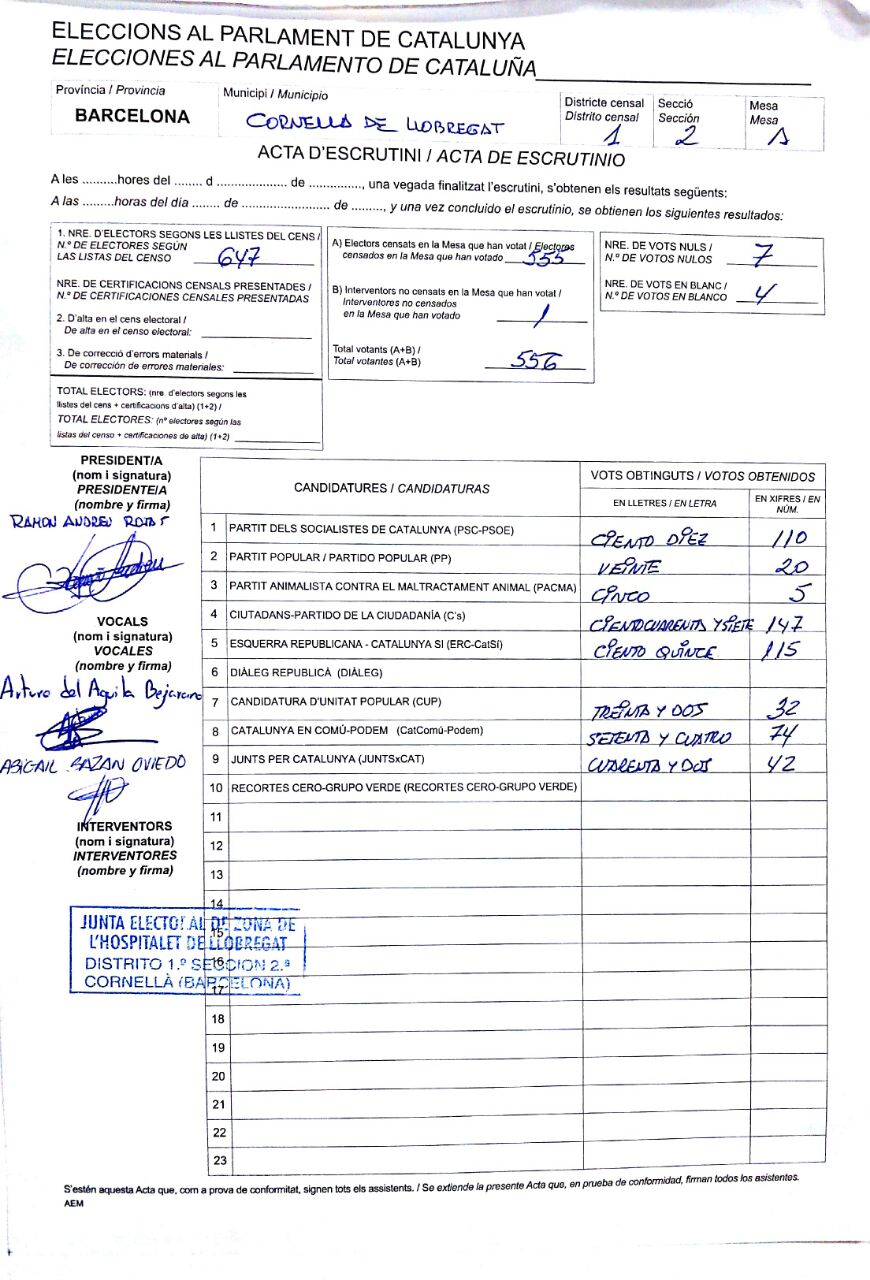 ELECCIONS AL PARLAMENT DE CATALUNYA
ELECCIONES AL PARLAMENTO DE CATALUÑA
Província / Provincia
BARCELONA
Municipi / Municipio
CORNELLA DE LLOBREGAT
Districte censal
Distrito censal
1
Secció
Sección
2
Mesa
Mesa
A
ACTA D'ESCRUTINI / ACTA DE ESCRUTINIO
A les ..........hores del ........ d .................... de ..............., una vegada finalitzat l'escrutini, s'obtenen els resultats següents:
A las ..........horas del día ........ de ......................... de ........., y una vez concluido el escrutinio, se obtienen los siguientes resultados:
1. NRE. D'ELECTORS SEGONS LES LLISTES DEL CENS /
N.º DE ELECTORES SEGÚN
LAS LISTAS DEL CENSO 647
NRE. DE CERTIFICACIONS CENSALS PRESENTADES /
N.º DE CERTIFICACIONES CENSALES PRESENTADAS
2. D'alta en el cens electoral /
De alta en el censo electoral:
3. De correcció d'errors materials /
De corrección de errores materiales:
TOTAL ELECTORS: (nre. d'electors segons les
llistes del cens + certificacions d'alta) (1+2) /
TOTAL ELECTORES: (nº electores según las
listas del censo + certificaciones de alta) (1+2)
A) Electors censats en la Mesa que han votat / Electores
censados en la Mesa que han votado 555
B) Interventors no censats en la Mesa que han votat /
Interventores no censados
en la Mesa que han votado 1
Total votants (A+B) /
Total votantes (A+B) 556
NRE. DE VOTS NULS /
N.º DE VOTOS NULOS 7
NRE. DE VOTS EN BLANC /
N.º DE VOTOS EN BLANCO 4
PRESIDENT/A
(nom i signatura)
PRESIDENTE/A
(nombre y firma)
RAMON ANDREU
VOCALS
(nom i signatura)
VOCALES
(nombre y firma)
Arturo del Aguila Bejarano
ABIGAIL BAZAN OVIEDO
INTERVENTORS
(nom i signatura)
INTERVENTORES
(nombre y firma)
CANDIDATURES / CANDIDATURAS
VOTS OBTINGUTS / VOTOS OBTENIDOS
EN LLETRES / EN LETRA
EN XIFRES / EN
NÚM.
1 PARTIT DELS SOCIALISTES DE CATALUNYA (PSC-PSOE) CIENTO DIEZ 110
2 PARTIT POPULAR / PARTIDO POPULAR (PP) VEINTE 20
3 PARTIT ANIMALISTA CONTRA EL MALTRACTAMENT ANIMAL (PACMA) CINCO 5
4 CIUTADANS-PARTIDO DE LA CIUDADANÍA (C's) CIENTOCUARENTA Y SIETE 147
5 ESQUERRA REPUBLICANA - CATALUNYA SI (ERC-CatSí) CIENTO QUINCE 115
6 DIÀLEG REPUBLICÀ (DIÀLEG)
7 CANDIDATURA D'UNITAT POPULAR (CUP) TREINTA Y DOS 32
8 CATALUNYA EN COMÚ-PODEM (CatComú-Podem) SETENTA Y CUATRO 74
9 JUNTS PER CATALUNYA (JUNTSxCAT) CUARENTA Y DOS 42
10 RECORTES CERO-GRUPO VERDE (RECORTES CERO-GRUPO VERDE)
11
12
13
14
15
16
17
18
19
20
21
22
23
JUNTA ELECTORAL DE ZONA DE
L'HOSPITALET DE LLOBREGAT
DISTRITO 1.º SECCION 2.ª
CORNELLÀ (BARCELONA)
S'estén aquesta Acta que, com a prova de conformitat, signen tots els assistents. / Se extiende la presente Acta que, en prueba de conformidad, firman todos los asistentes.
AEM